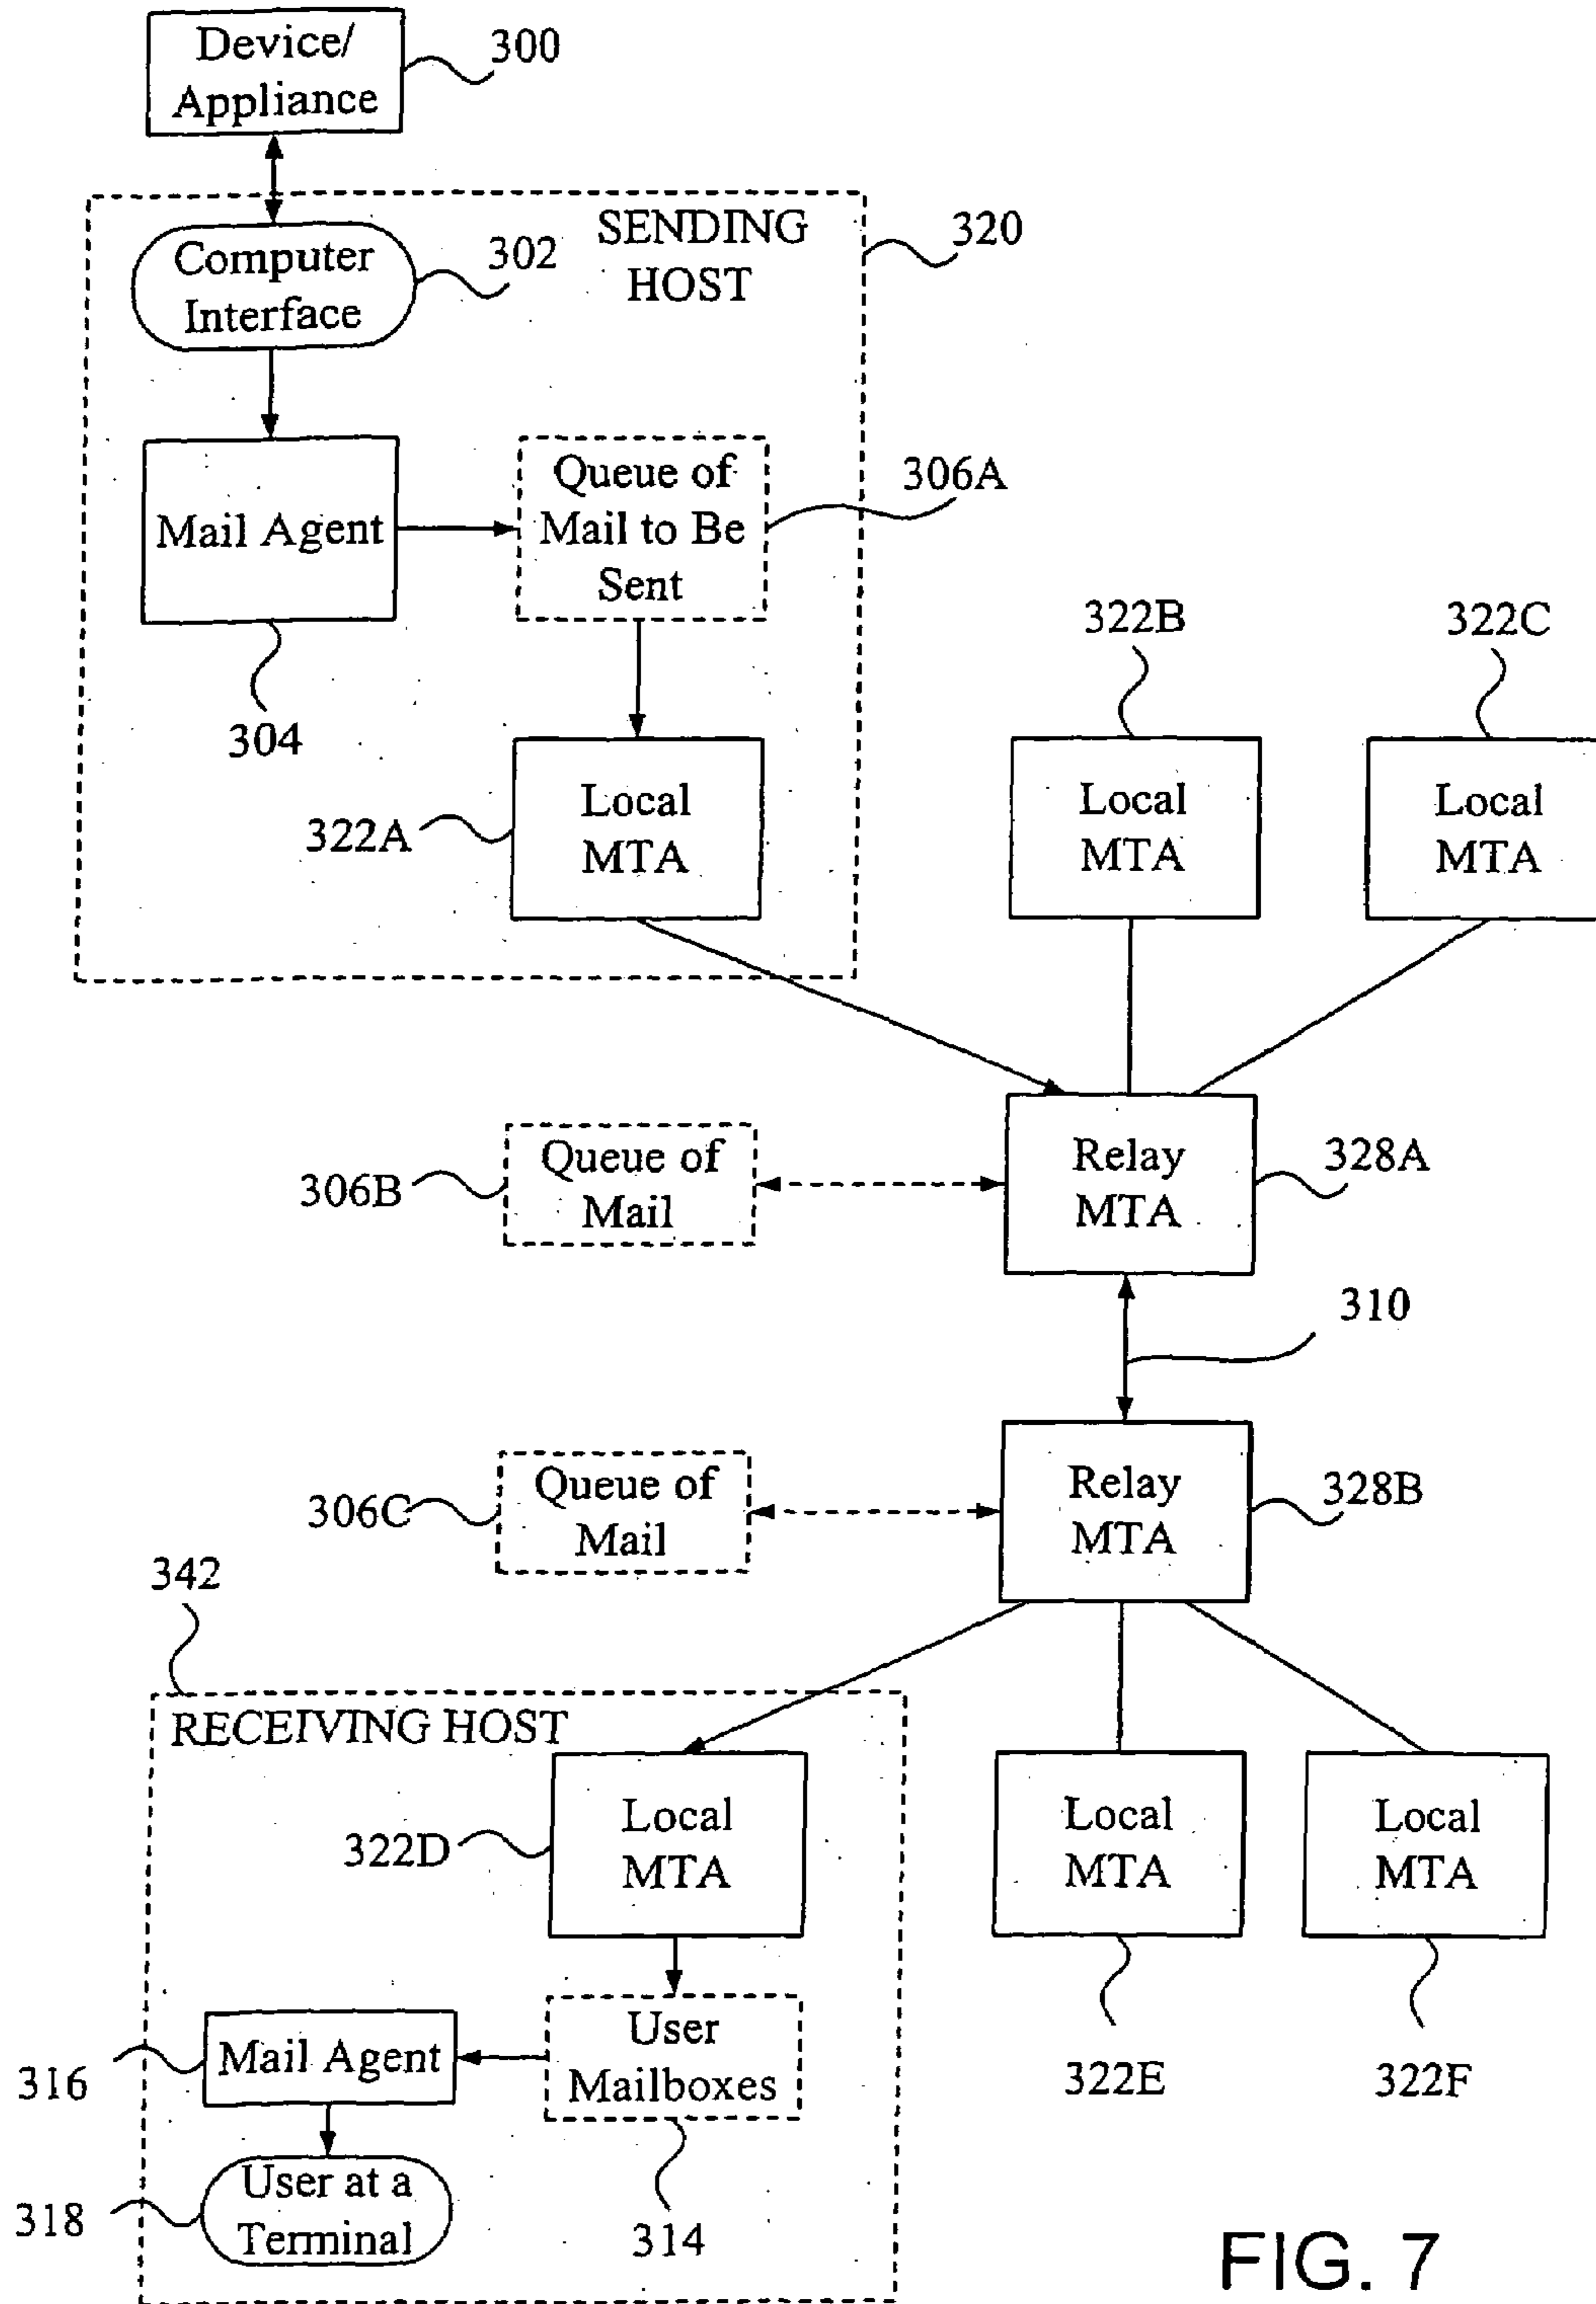 Device/
Appliance
300
SENDING
HOST
320
Computer
Interface
302
Mail Agent
304
Queue of
Mail to Be
Sent
306A
322B
322C
322A
Local
MTA
Local
MTA
Local
MTA
306B
Queue of
Mail
Relay
MTA
328A
310
306C
Queue of
Mail
Relay
MTA
328B
342
RECEIVING HOST
322D
Local
MTA
Local
MTA
Local
MTA
322E
322F
316
Mail Agent
User
Mailboxes
314
318
User at a
Terminal
FIG. 7